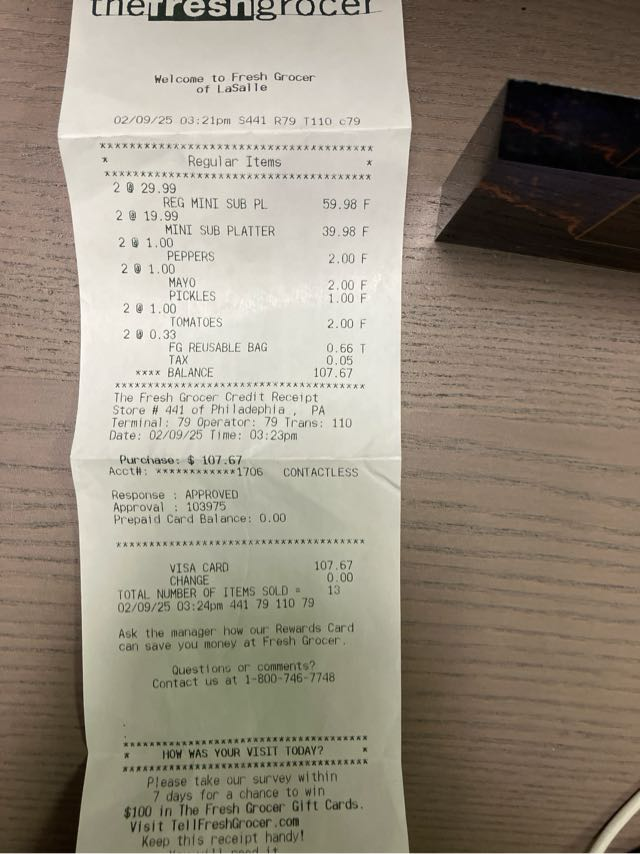 thefreshgrocer
Welcome to Fresh Grocer
of LaSalle
02/09/25 03:21pm S441 R79 T110 c79
****************************************
* Regular Items *
****************************************
2 @ 29.99
REG MINI SUB PL 59.98 F
2 @ 19.99
MINI SUB PLATTER 39.98 F
2 @ 1.00
PEPPERS 2.00 F
2 @ 1.00
MAYO 2.00 F
PICKLES 1.00 F
2 @ 1.00
TOMATOES 2.00 F
2 @ 0.33
FG REUSABLE BAG 0.66 T
TAX 0.05
**** BALANCE 107.67
****************************************
The Fresh Grocer Credit Receipt
Store # 441 of Philadephia , PA
Terminal: 79 Operator: 79 Trans: 110
Date: 02/09/25 Time: 03:23pm
Purchase: $ 107.67
Acct#: ************1706 CONTACTLESS
Response : APPROVED
Approval : 103975
Prepaid Card Balance: 0.00
****************************************
VISA CARD 107.67
CHANGE 0.00
TOTAL NUMBER OF ITEMS SOLD = 13
02/09/25 03:24pm 441 79 110 79
Ask the manager how our Rewards Card
can save you money at Fresh Grocer.
Questions or comments?
Contact us at 1-800-746-7748
****************************************
* HOW WAS YOUR VISIT TODAY? *
****************************************
Please take our survey within
7 days for a chance to win
$100 in The Fresh Grocer Gift Cards.
Visit TellFreshGrocer.com
Keep this receipt handy!